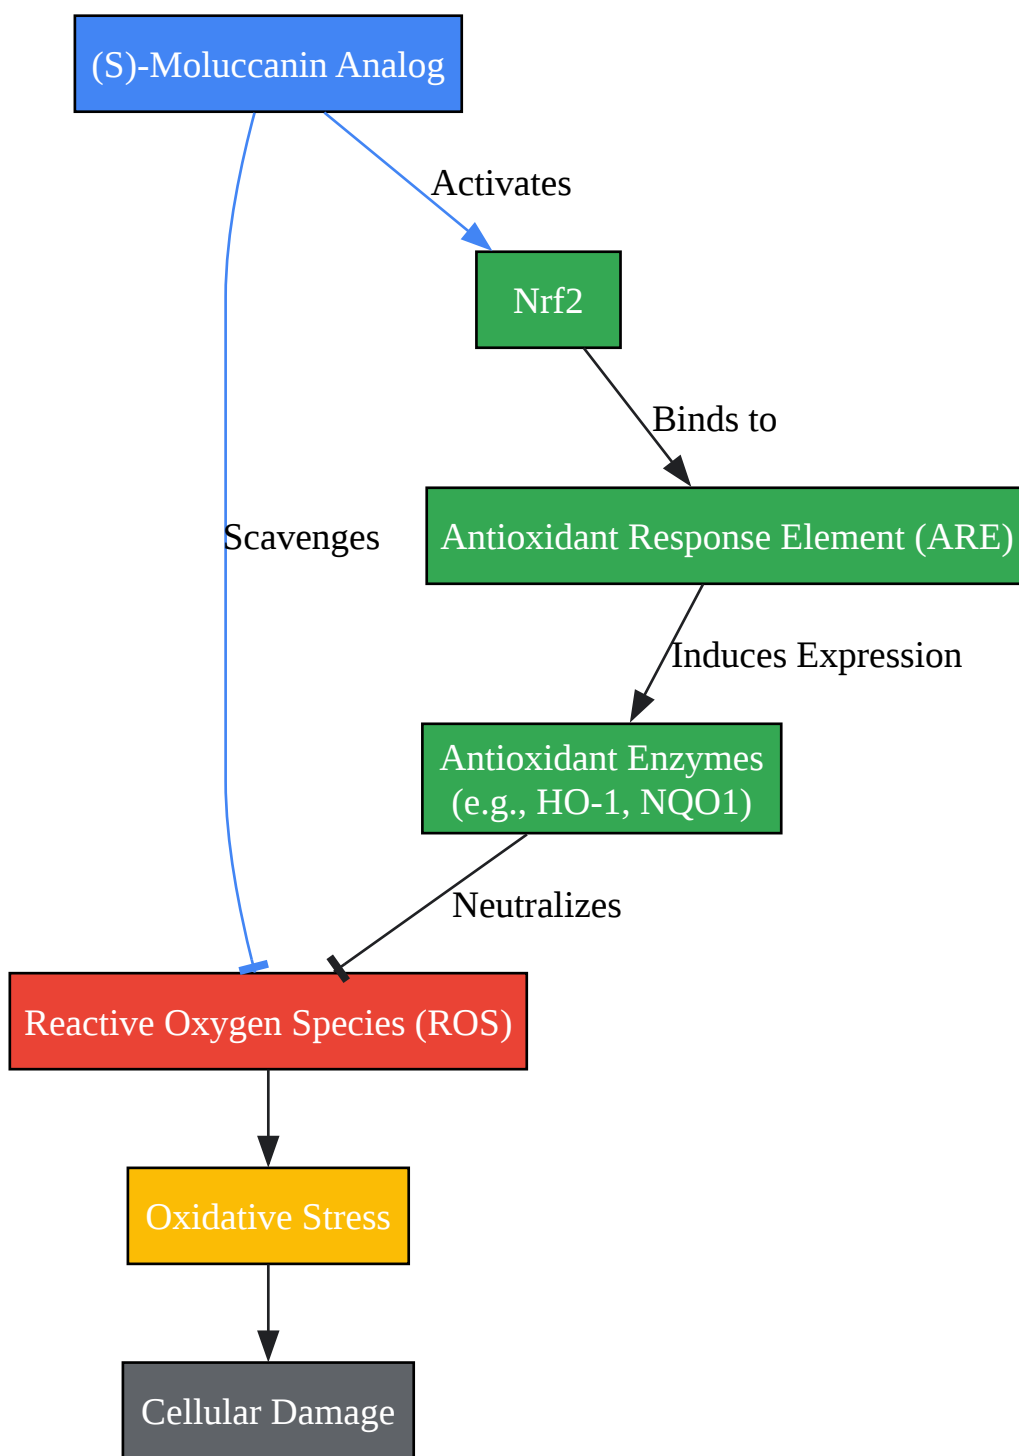 (S)-Moluccanin Analog
Activates
Nrf2
Binds to
Antioxidant Response Element (ARE)
Scavenges
Induces Expression
Antioxidant Enzymes
(e.g., HO-1, NQO1)
Neutralizes
Reactive Oxygen Species (ROS)
Oxidative Stress
Cellular Damage